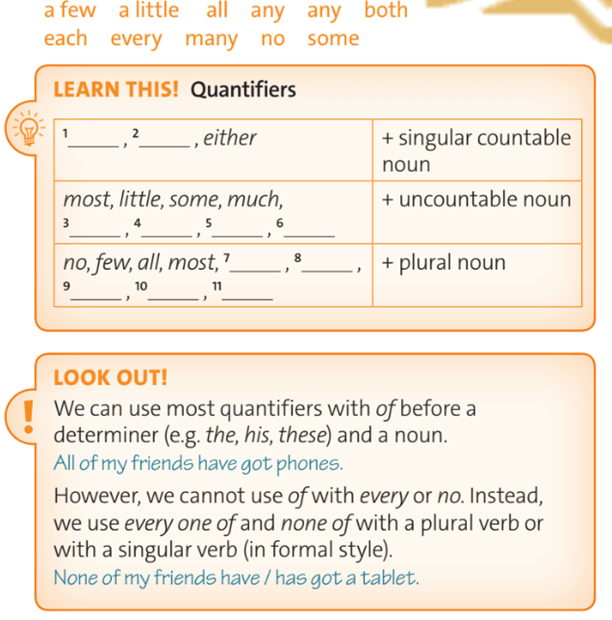 a few a little all any any both
each every many no some
LEARN THIS! Quantifiers
1_____ , 2_____ , either
+ singular countable
noun
most, little, some, much,
3_____ , 4_____ , 5_____ , 6_____
+ uncountable noun
no, few, all, most, 7_____ , 8_____ ,
9_____ , 10_____ , 11_____
+ plural noun
LOOK OUT!
! We can use most quantifiers with of before a
determiner (e.g. the, his, these) and a noun.
All of my friends have got phones.
However, we cannot use of with every or no. Instead,
we use every one of and none of with a plural verb or
with a singular verb (in formal style).
None of my friends have / has got a tablet.